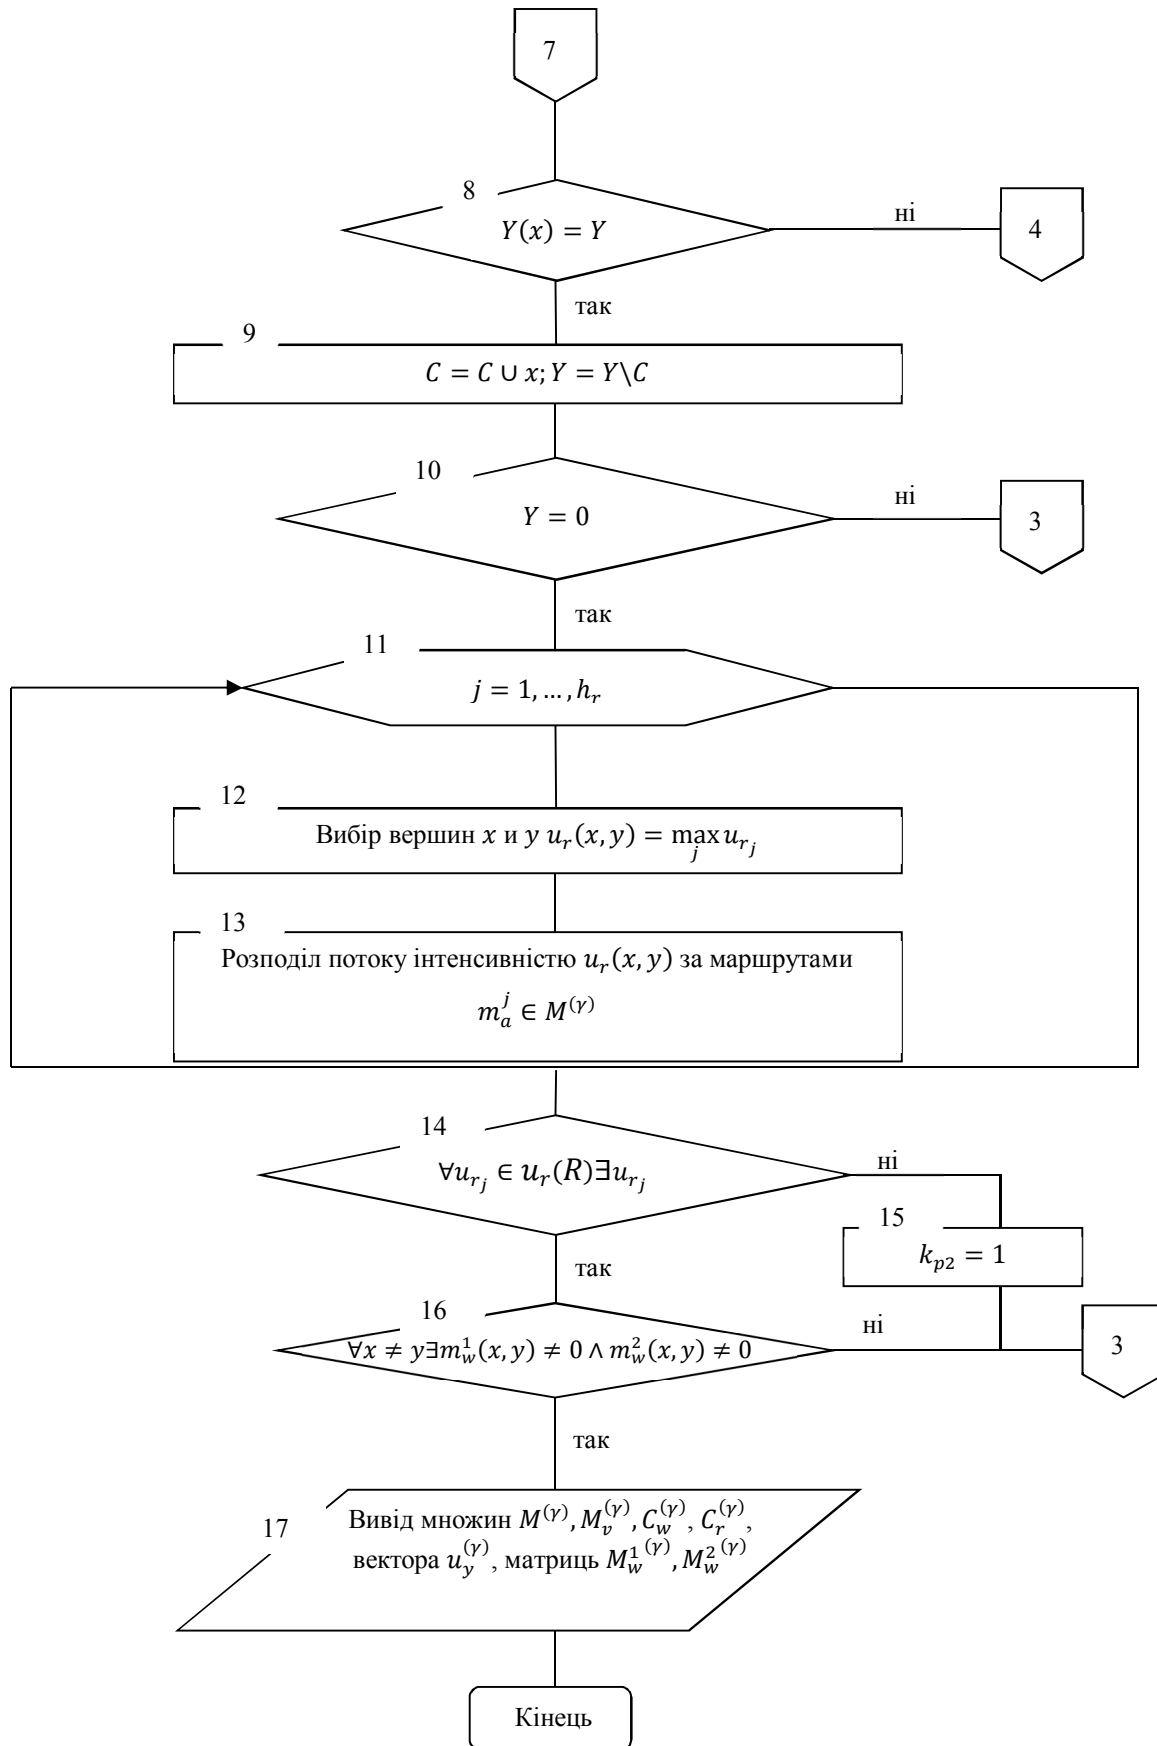 7
8
Y(x) = Y
ні
4
так
9
C = C ∪ x; Y = Y\C
10
Y = 0
ні
3
так
11
j = 1, … , h_r
12
Вибір вершин x и y u_r(x, y) = max_j u_{r_j}
13
Розподіл потоку інтенсивністю u_r(x, y) за маршрутами
m_a^j ∈ M^{(γ)}
14
∀u_{r_j} ∈ u_r(R)∃u_{r_j}
ні
15
k_{p2} = 1
так
16
∀x ≠ y∃m_w^1(x, y) ≠ 0 ∧ m_w^2(x, y) ≠ 0
ні
3
так
17
Вивід множин M^{(γ)}, M_v^{(γ)}, C_w^{(γ)}, C_r^{(γ)},
вектора u_y^{(γ)}, матриць M_w^{1 (γ)}, M_w^{2 (γ)}
Кінець